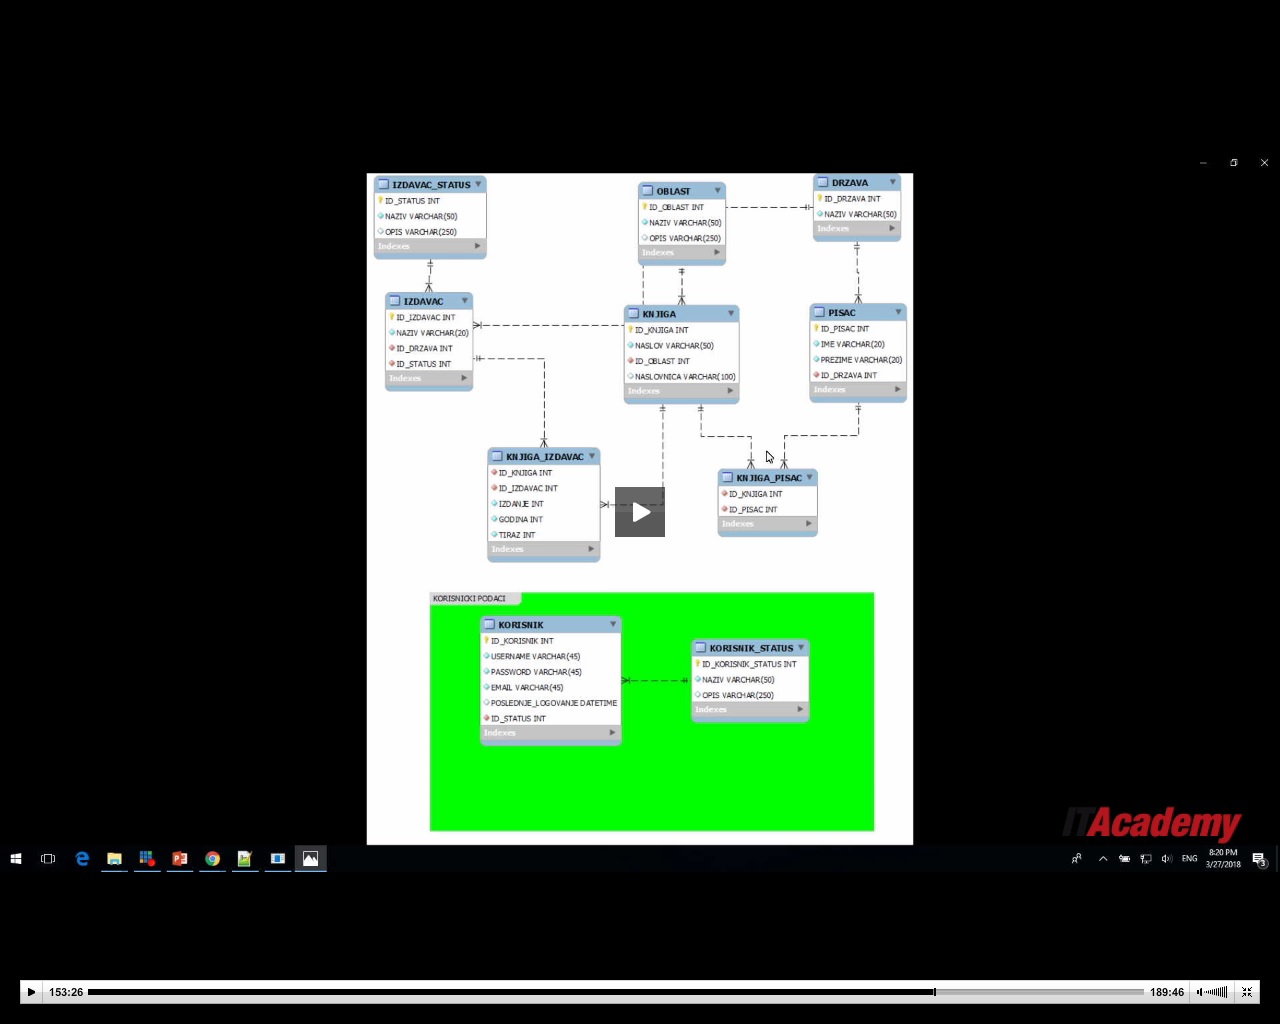 IZDAVAC_STATUS
ID_STATUS INT
NAZIV VARCHAR(50)
OPIS VARCHAR(250)
Indexes
OBLAST
ID_OBLAST INT
NAZIV VARCHAR(50)
OPIS VARCHAR(250)
Indexes
DRZAVA
ID_DRZAVA INT
NAZIV VARCHAR(50)
Indexes
IZDAVAC
ID_IZDAVAC INT
NAZIV VARCHAR(20)
ID_DRZAVA INT
ID_STATUS INT
Indexes
KNJIGA
ID_KNJIGA INT
NASLOV VARCHAR(50)
ID_OBLAST INT
NASLOVNICA VARCHAR(100)
Indexes
PISAC
ID_PISAC INT
IME VARCHAR(20)
PREZIME VARCHAR(20)
ID_DRZAVA INT
Indexes
KNJIGA_IZDAVAC
ID_KNJIGA INT
ID_IZDAVAC INT
IZDANJE INT
GODINA INT
TIRAZ INT
Indexes
KNJIGA_PISAC
ID_KNJIGA INT
ID_PISAC INT
Indexes
KORISNICKI PODACI
KORISNIK
ID_KORISNIK INT
USERNAME VARCHAR(45)
PASSWORD VARCHAR(45)
EMAIL VARCHAR(45)
POSLEDNJE_LOGOVANJE DATETIME
ID_STATUS INT
Indexes
KORISNIK_STATUS
ID_KORISNIK_STATUS INT
NAZIV VARCHAR(50)
OPIS VARCHAR(250)
Indexes
ITAcademy
ENG
8:20 PM
3/27/2018
3
153:26
189:46